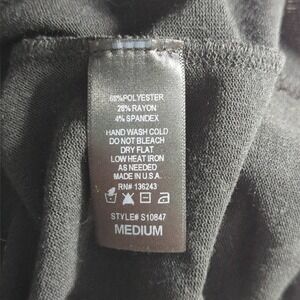 68%POLYESTER
28% RAYON
4% SPANDEX
HAND WASH COLD
DO NOT BLEACH
DRY FLAT
LOW HEAT IRON
AS NEEDED
MADE IN U.S.A.
RN# 136243
STYLE# S10847
MEDIUM